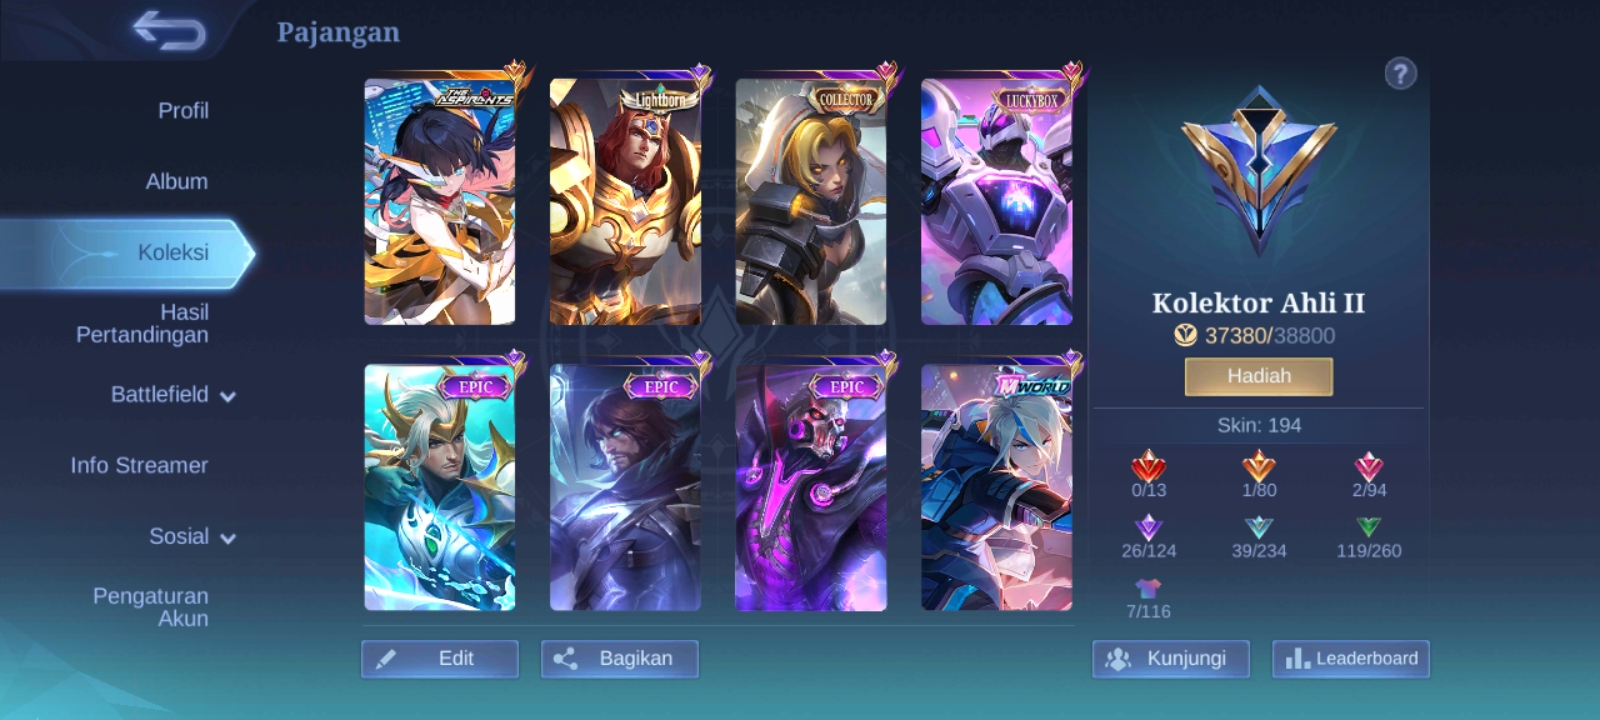 Pajangan
?
Profil
Album
Koleksi
Hasil
Pertandingan
Battlefield
Info Streamer
Sosial
Pengaturan
Akun
THE ASPIRANTS
Lightborn
COLLECTOR
LUCKYBOX
EPIC
EPIC
EPIC
MWORLD
Edit
Bagikan
Kolektor Ahli II
37380/38800
Hadiah
Skin: 194
0/13
1/80
2/94
26/124
39/234
119/260
7/116
Kunjungi
Leaderboard